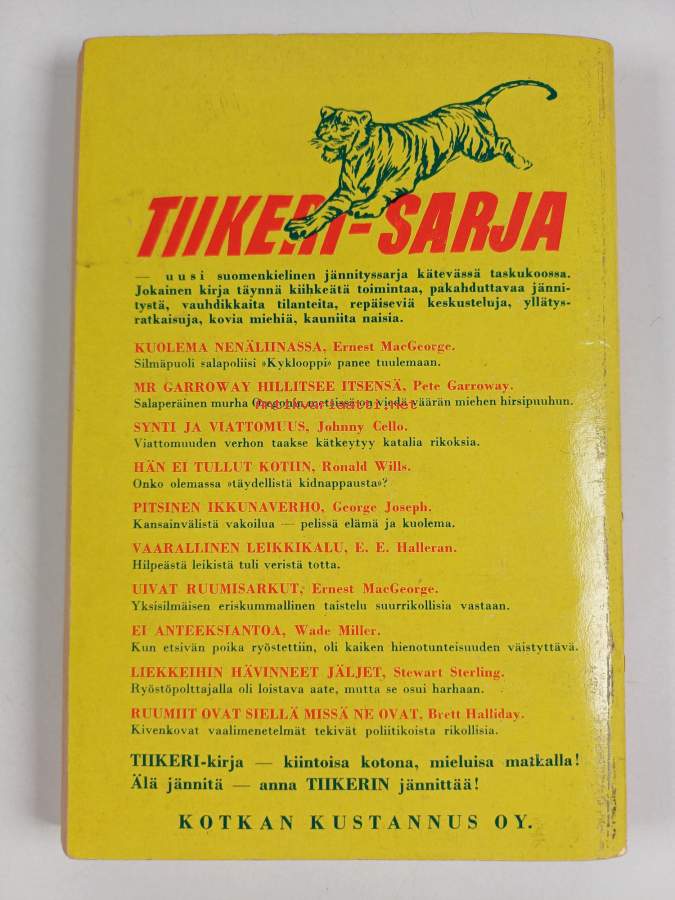 TIIKERI-SARJA
— uusi suomenkielinen jännityssarja kätevässä taskukoossa.
Jokainen kirja täynnä kiihkeätä toimintaa, pakahduttavaa jänni-
tystä, vauhdikkaita tilanteita, repäiseviä keskusteluja, yllätys-
ratkaisuja, kovia miehiä, kauniita naisia.
KUOLEMA NENÄLIINASSA, Ernest MacGeorge.
Silmäpuoli salapoliisi »Kyklooppi» panee tuulemaan.
MR GARROWAY HILLITSEE ITSENSÄ, Pete Garroway.
Salaperäinen murha Oregonin metsissä on viedä väärän miehen hirsipuuhun.
Antikvariaatti.net
SYNTI JA VIATTOMUUS, Johnny Cello.
Viattomuuden verhon taakse kätkeytyy katalia rikoksia.
HÄN EI TULLUT KOTIIN, Ronald Wills.
Onko olemassa »täydellistä kidnappausta»?
PITSINEN IKKUNAVERHO, George Joseph.
Kansainvälistä vakoilua — pelissä elämä ja kuolema.
VAARALLINEN LEIKKIKALU, E. E. Halleran.
Hilpeästä leikistä tuli veristä totta.
UIVAT RUUMISARKUT, Ernest MacGeorge.
Yksisilmäisen eriskummallinen taistelu suurrikollisia vastaan.
EI ANTEEKSIANTOA, Wade Miller.
Kun etsivän poika ryöstettiin, oli kaiken hienotunteisuuden väistyttävä.
LIEKKEIHIN HÄVINNEET JÄLJET, Stewart Sterling.
Ryöstöpolttajalla oli loistava aate, mutta se osui harhaan.
RUUMIIT OVAT SIELLÄ MISSÄ NE OVAT, Brett Halliday.
Kivenkovat vaalimenetelmät tekivät poliitikoista rikollisia.
TIIKERI-kirja — kiintoisa kotona, mieluisa matkalla!
Älä jännitä — anna TIIKERIN jännittää!
KOTKAN KUSTANNUS OY.